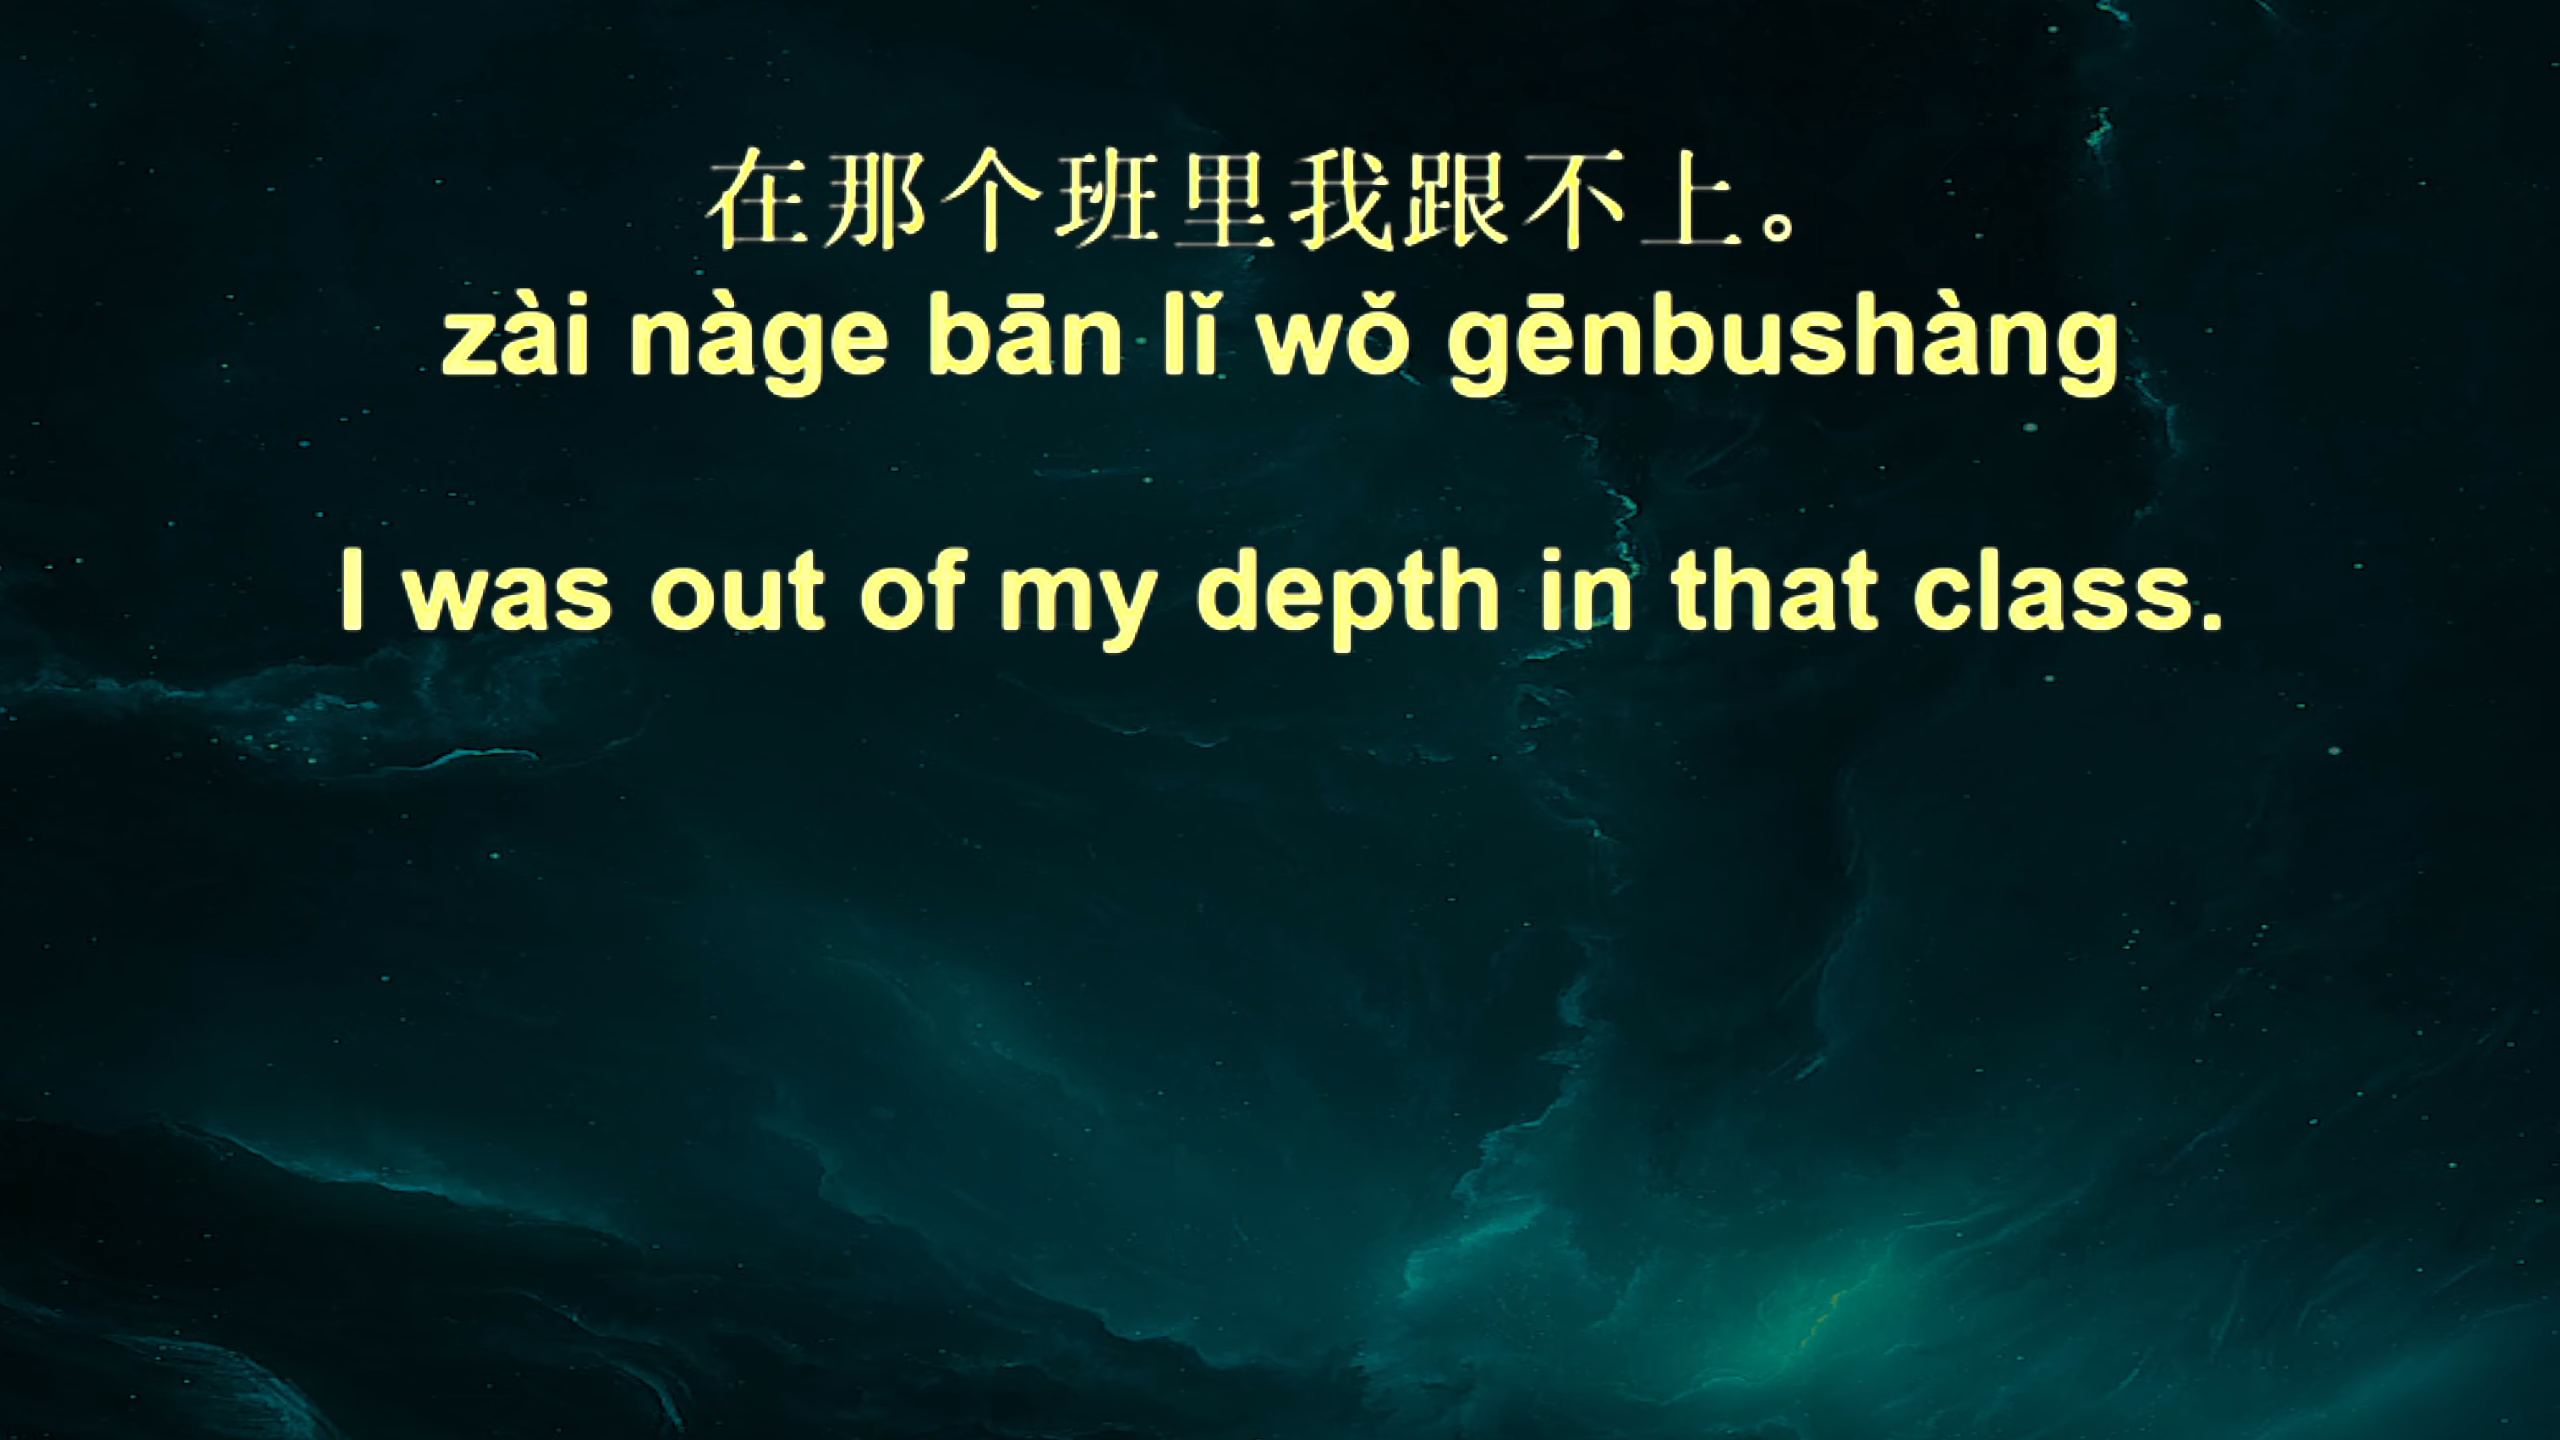 在那个班里我跟不上。
zài nàge bān lǐ wǒ gēnbushàng
I was out of my depth in that class.